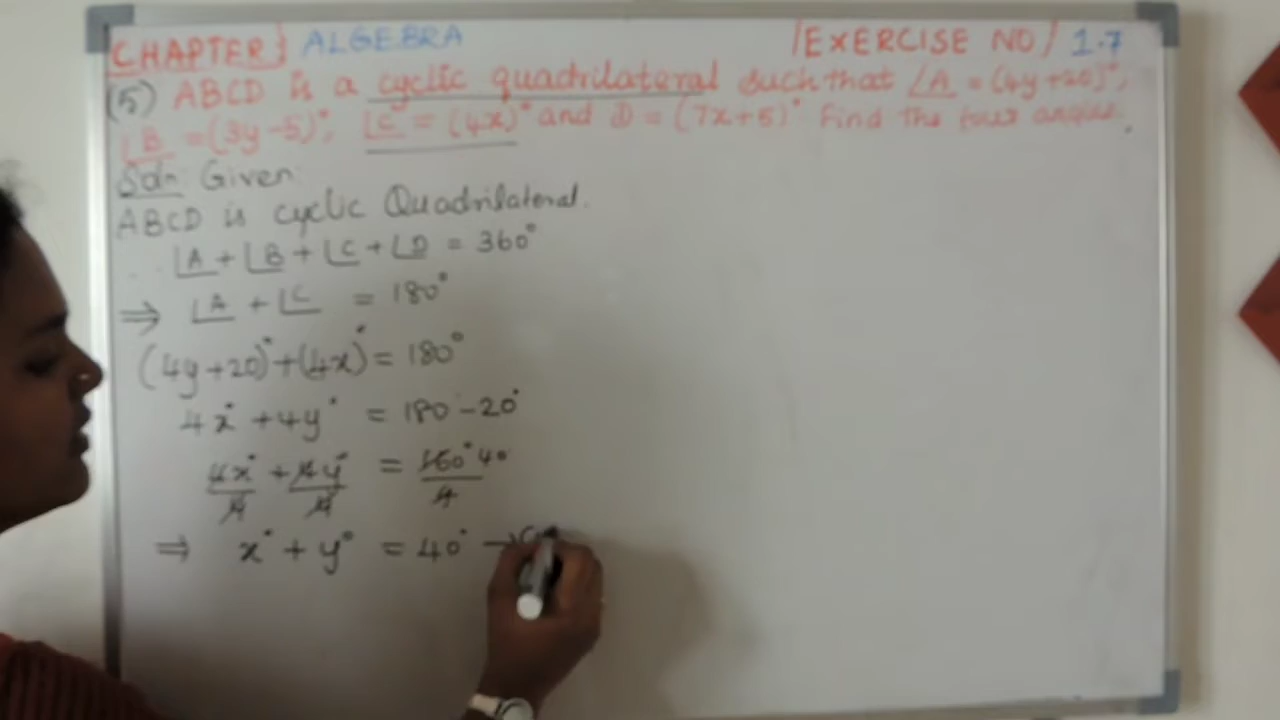 CHAPTER } ALGEBRA /EXERCISE NO/ 1.7
(5) ABCD is a cyclic quadrilateral such that ∠A = (4y+20)°,
∠B = (3y-5)°, ∠C = (4x)° and D = (7x+5)° Find The four angles.
Soln: Given:
ABCD is cyclic Quadrilateral.
∠A + ∠B + ∠C + ∠D = 360°
⇒ ∠A + ∠C = 180°
(4y+20)° + (4x)° = 180°
4x° + 4y° = 180 - 20°
4x°/4 + 4y°/4 = 160°/4 40
⇒ x° + y° = 40° →